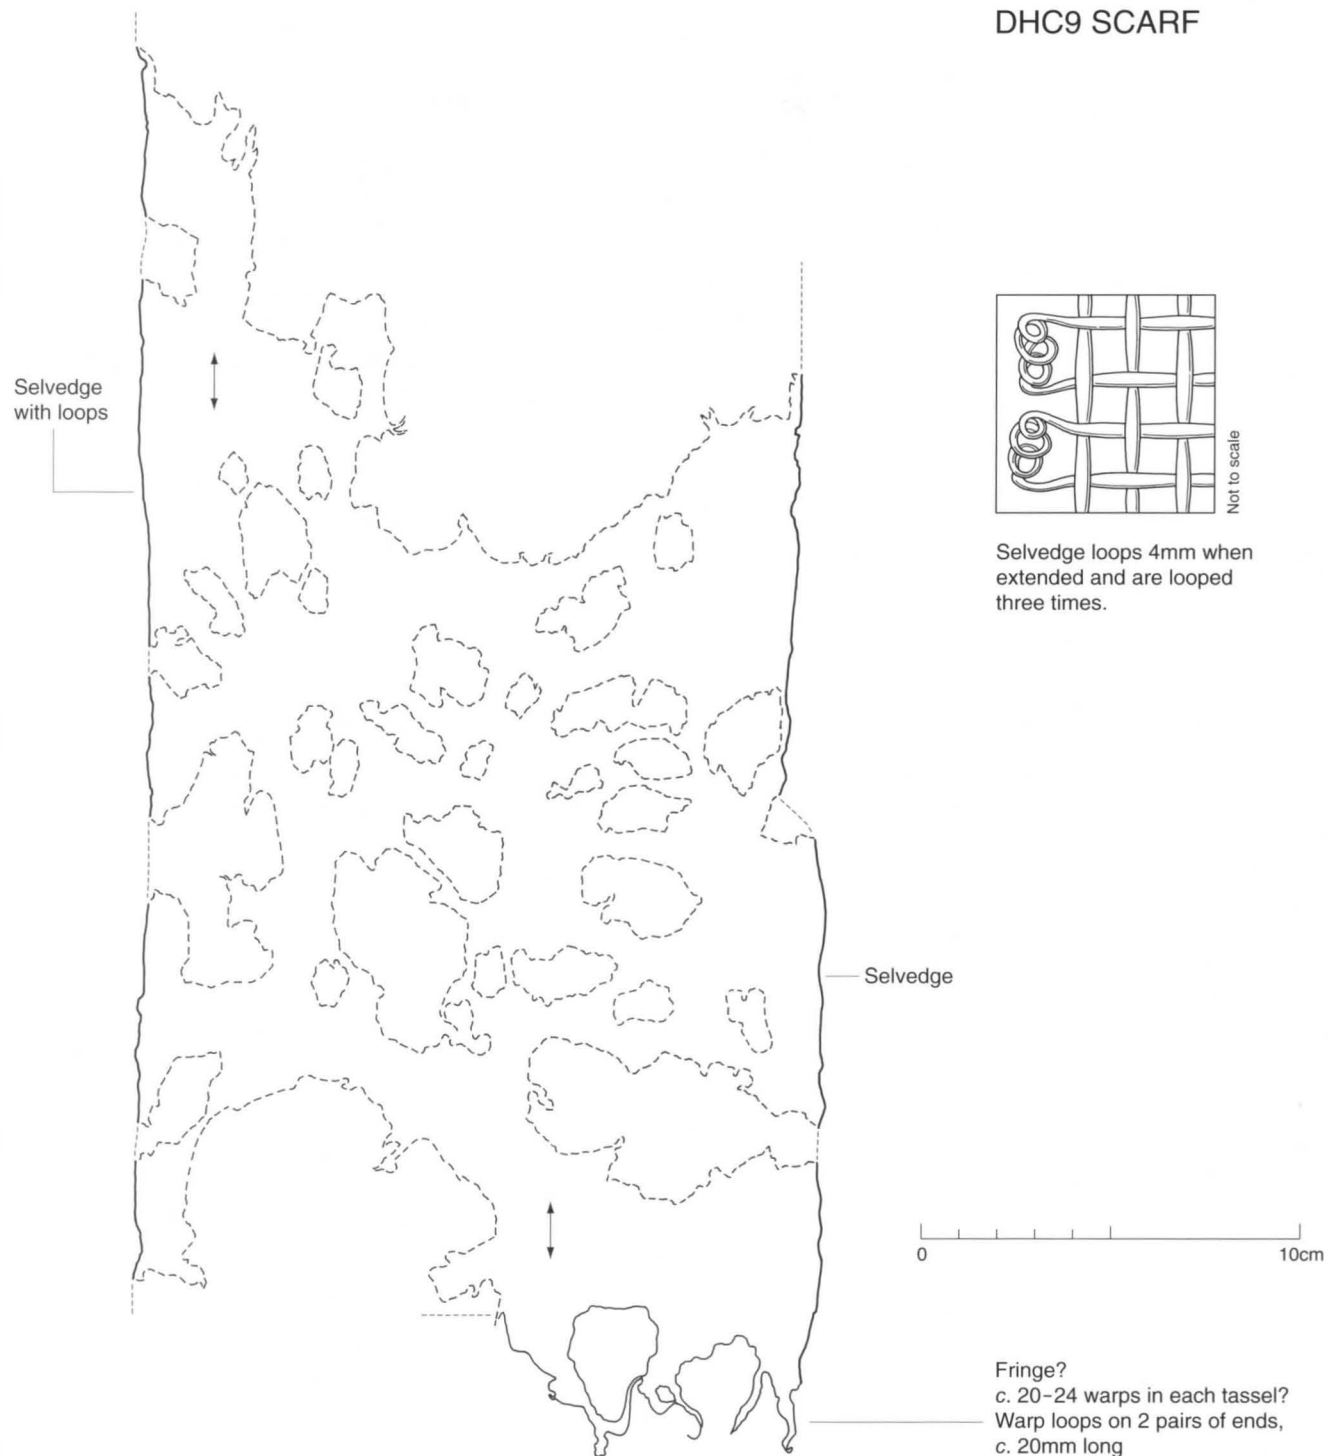 DHC9 SCARF
Selvedge
with loops
Not to scale
Selvedge loops 4mm when
extended and are looped
three times.
Selvedge
0
10cm
Fringe?
c. 20-24 warps in each tassel?
Warp loops on 2 pairs of ends,
c. 20mm long